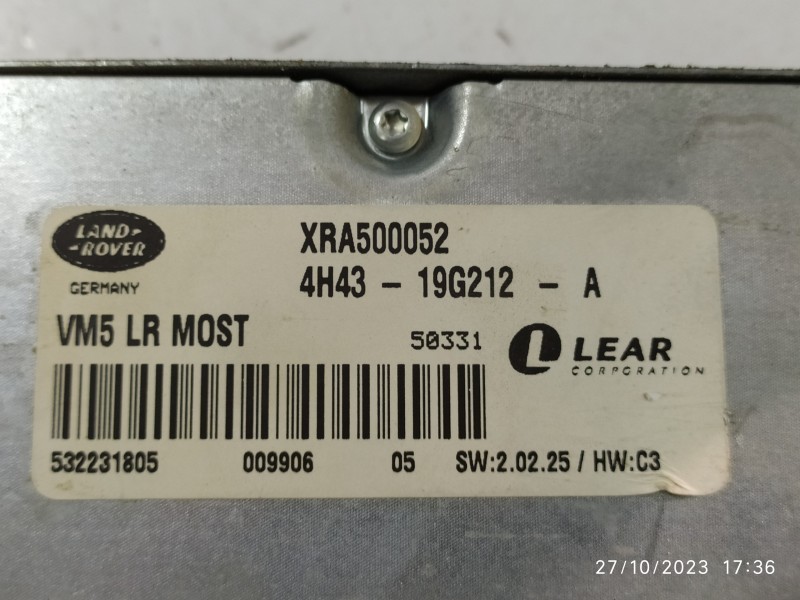 LAND-
-ROVER
GERMANY
XRA500052
4H43 - 19G212 - A
VM5 LR MOST
50331
LEAR
CORPORATION
532231805 009906 05 SW:2.02.25 / HW:C3
27/10/2023 17:36